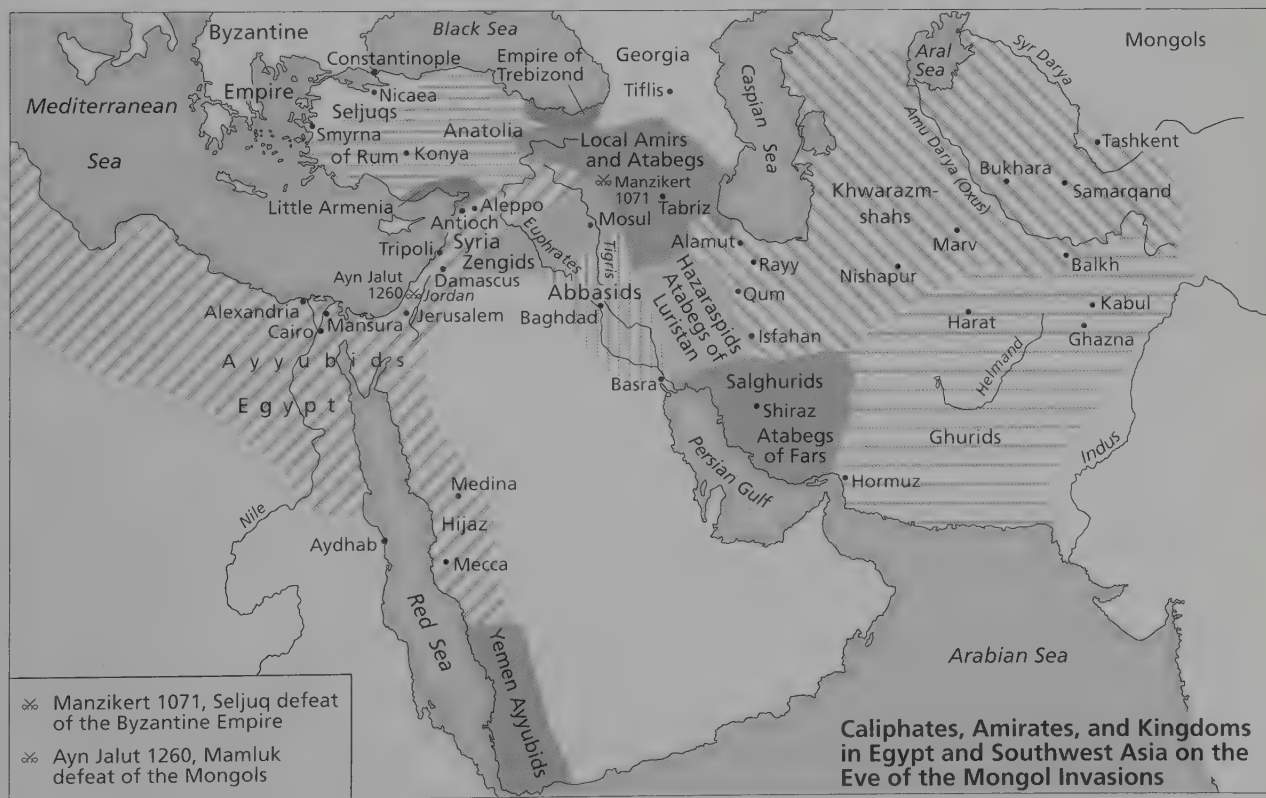 Byzantine
Empire
Black Sea
Constantinople
Empire of
Trebizond
Georgia
Tiflis
Caspian
Sea
Aral
Sea
Syr Darya
Mongols
Mediterranean
Sea
Nicaea
Seljuqs
of Rum
Smyrna
Konya
Anatolia
Local Amirs
and Atabegs
Manzikert
1071
Tabriz
Amu Darya (Oxus)
Tashkent
Bukhara
Samarqand
Khwarazm-
shahs
Marv
Balkh
Little Armenia
Aleppo
Antioch
Euphrates
Mosul
Tigris
Alamut
Rayy
Nishapur
Tripoli
Syria
Zengids
Damascus
Ayn Jalut
1260
Jordan
Jerusalem
Abbasids
Baghdad
Hazaraspids
Atabegs of
Luristan
Qum
Isfahan
Kabul
Harat
Ghazna
Helmand
Alexandria
Mansura
Cairo
Ayyubids
Egypt
Basra
Salghurids
Shiraz
Atabegs
of Fars
Ghurids
Indus
Persian Gulf
Hormuz
Nile
Medina
Hijaz
Aydhab
Mecca
Red Sea
Yemen Ayyubids
Arabian Sea
Manzikert 1071, Seljuq defeat
of the Byzantine Empire
Ayn Jalut 1260, Mamluk
defeat of the Mongols
Caliphates, Amirates, and Kingdoms
in Egypt and Southwest Asia on the
Eve of the Mongol Invasions